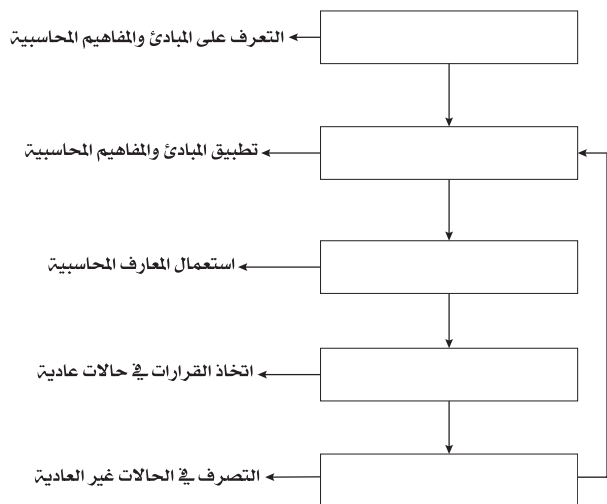 التعرف على المبادئ والمفاهيم المحاسبية
تطبيق المبادئ والمفاهيم المحاسبية
استعمال المعارف المحاسبية
اتخاذ القرارات في حالات عادية
التصرف في الحالات غير العادية